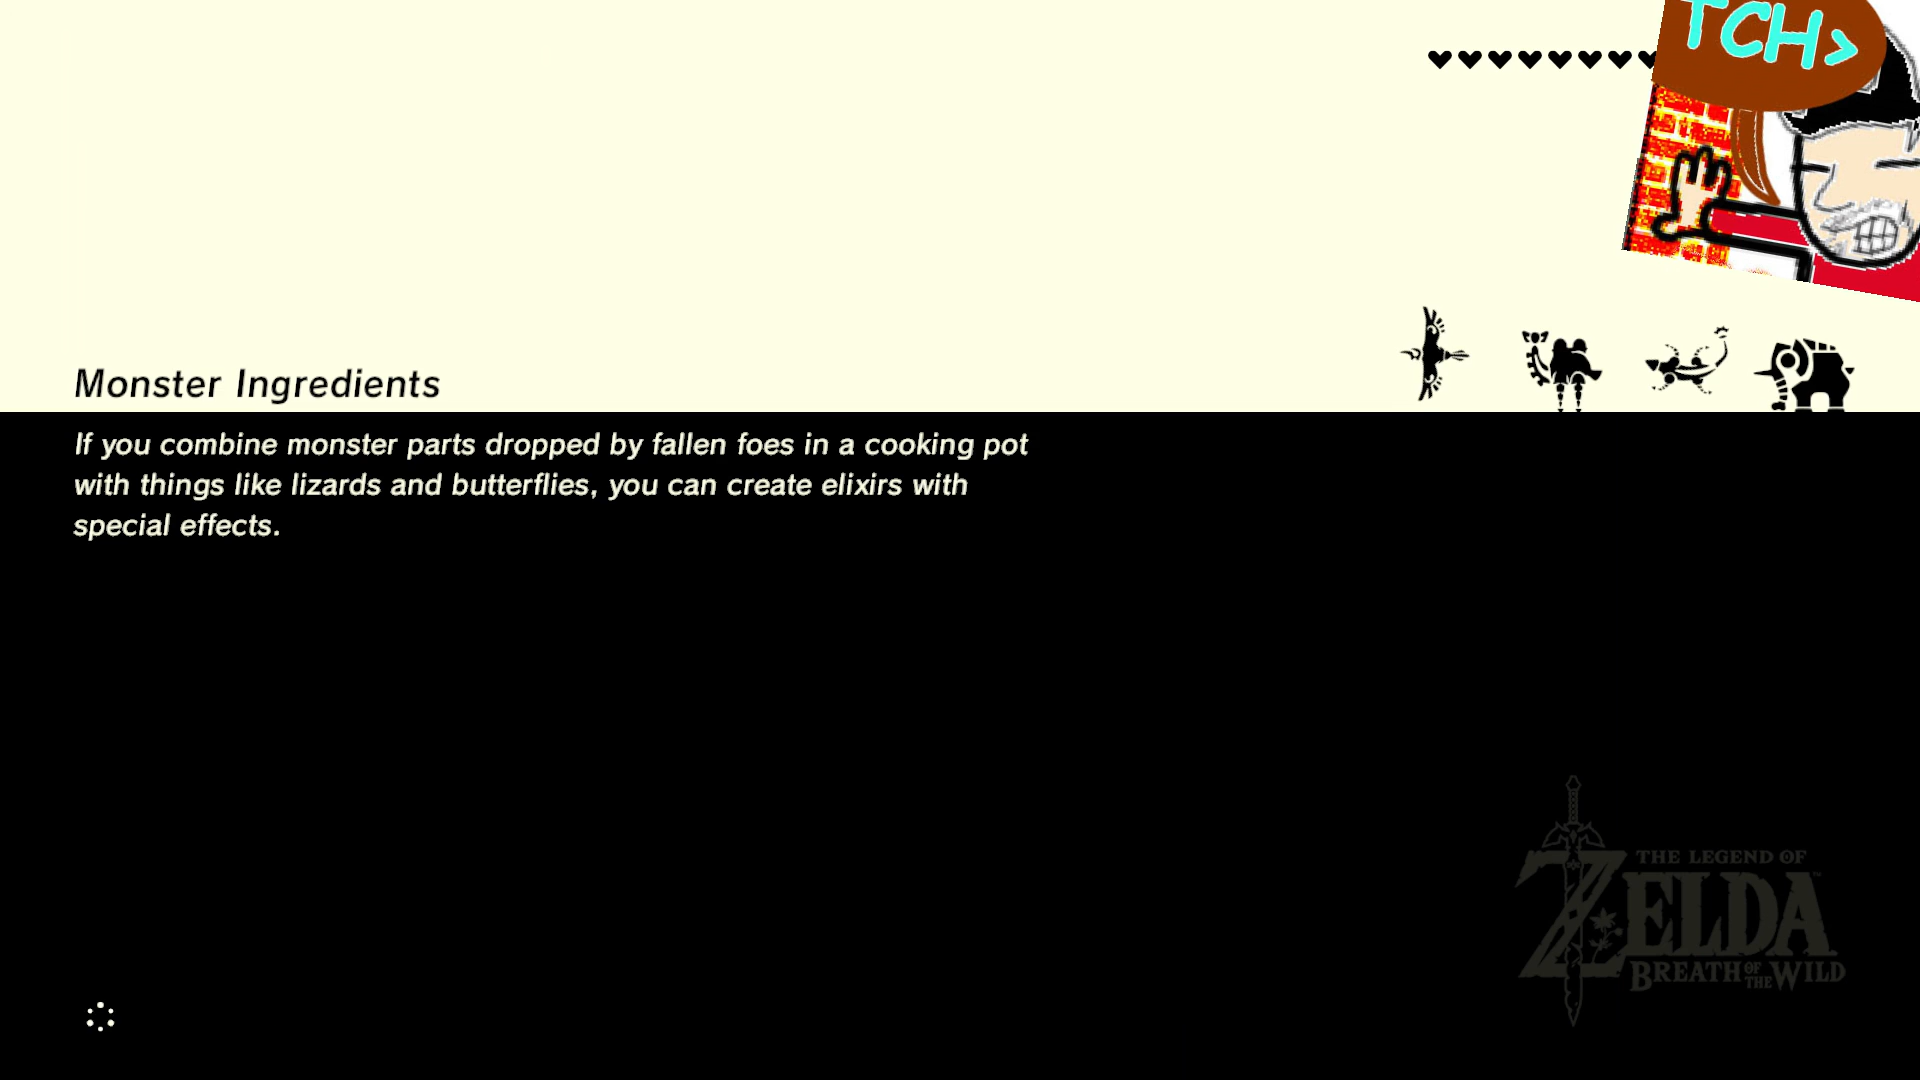 TCH>
Monster Ingredients
If you combine monster parts dropped by fallen foes in a cooking pot
with things like lizards and butterflies, you can create elixirs with
special effects.
THE LEGEND OF
ZELDA™
BREATH OF THE WILD